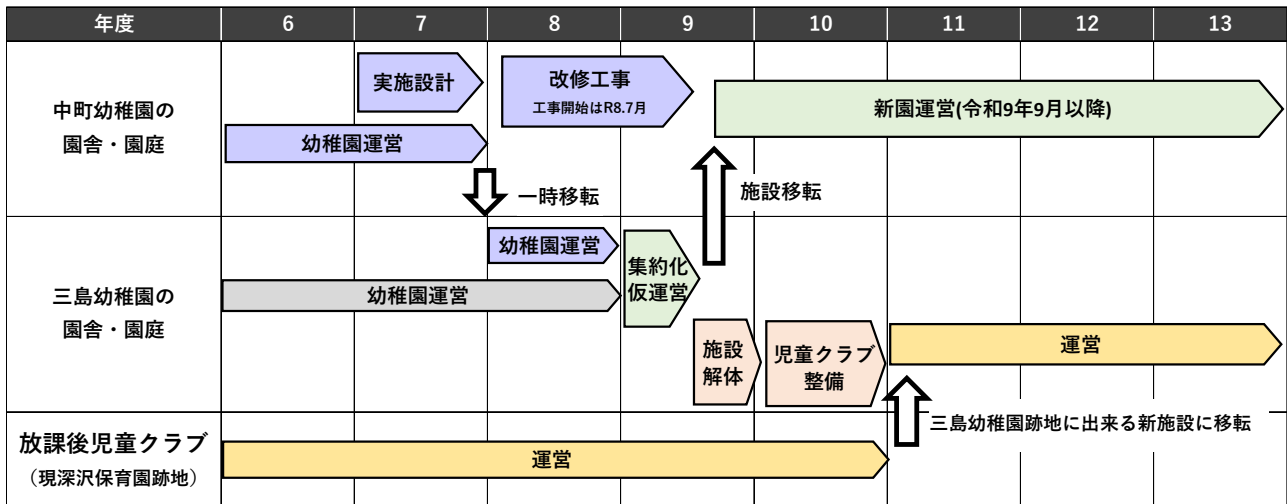 年度 6 7 8 9 10 11 12 13
中町幼稚園の
園舎・園庭
実施設計
改修工事
工事開始はR8.7月
新園運営(令和9年9月以降)
幼稚園運営
一時移転
施設移転
三島幼稚園の
園舎・園庭
幼稚園運営
幼稚園運営
集約化
仮運営
施設
解体
児童クラブ
整備
運営
三島幼稚園跡地に出来る新施設に移転
放課後児童クラブ
（現深沢保育園跡地）
運営